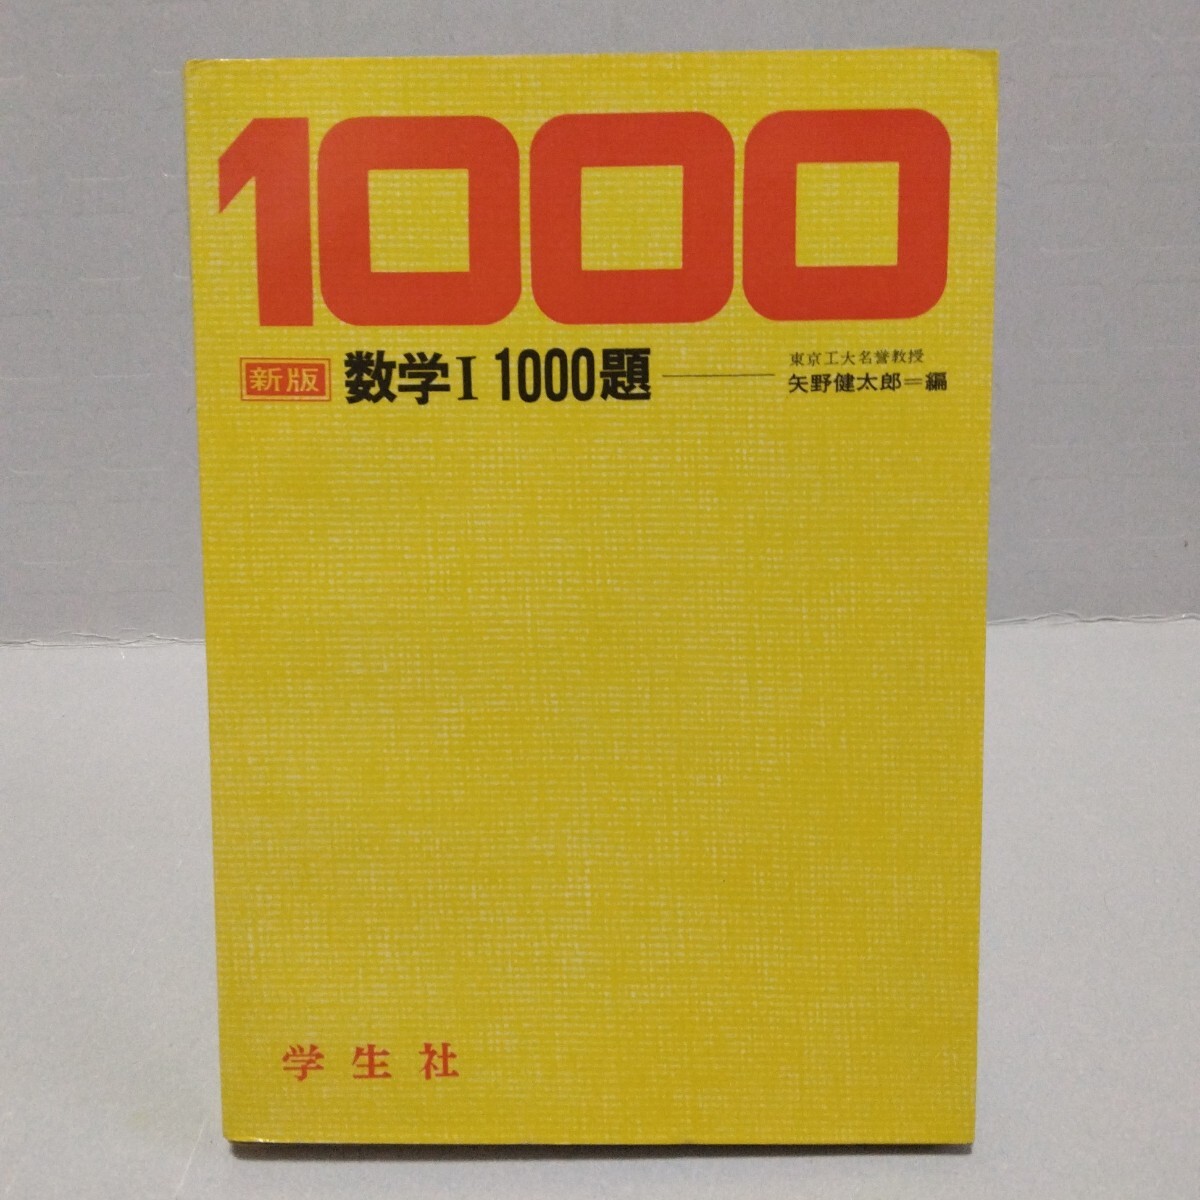 1000
新版 数学I 1000題
東京工大名誉教授
矢野健太郎＝編
学生社